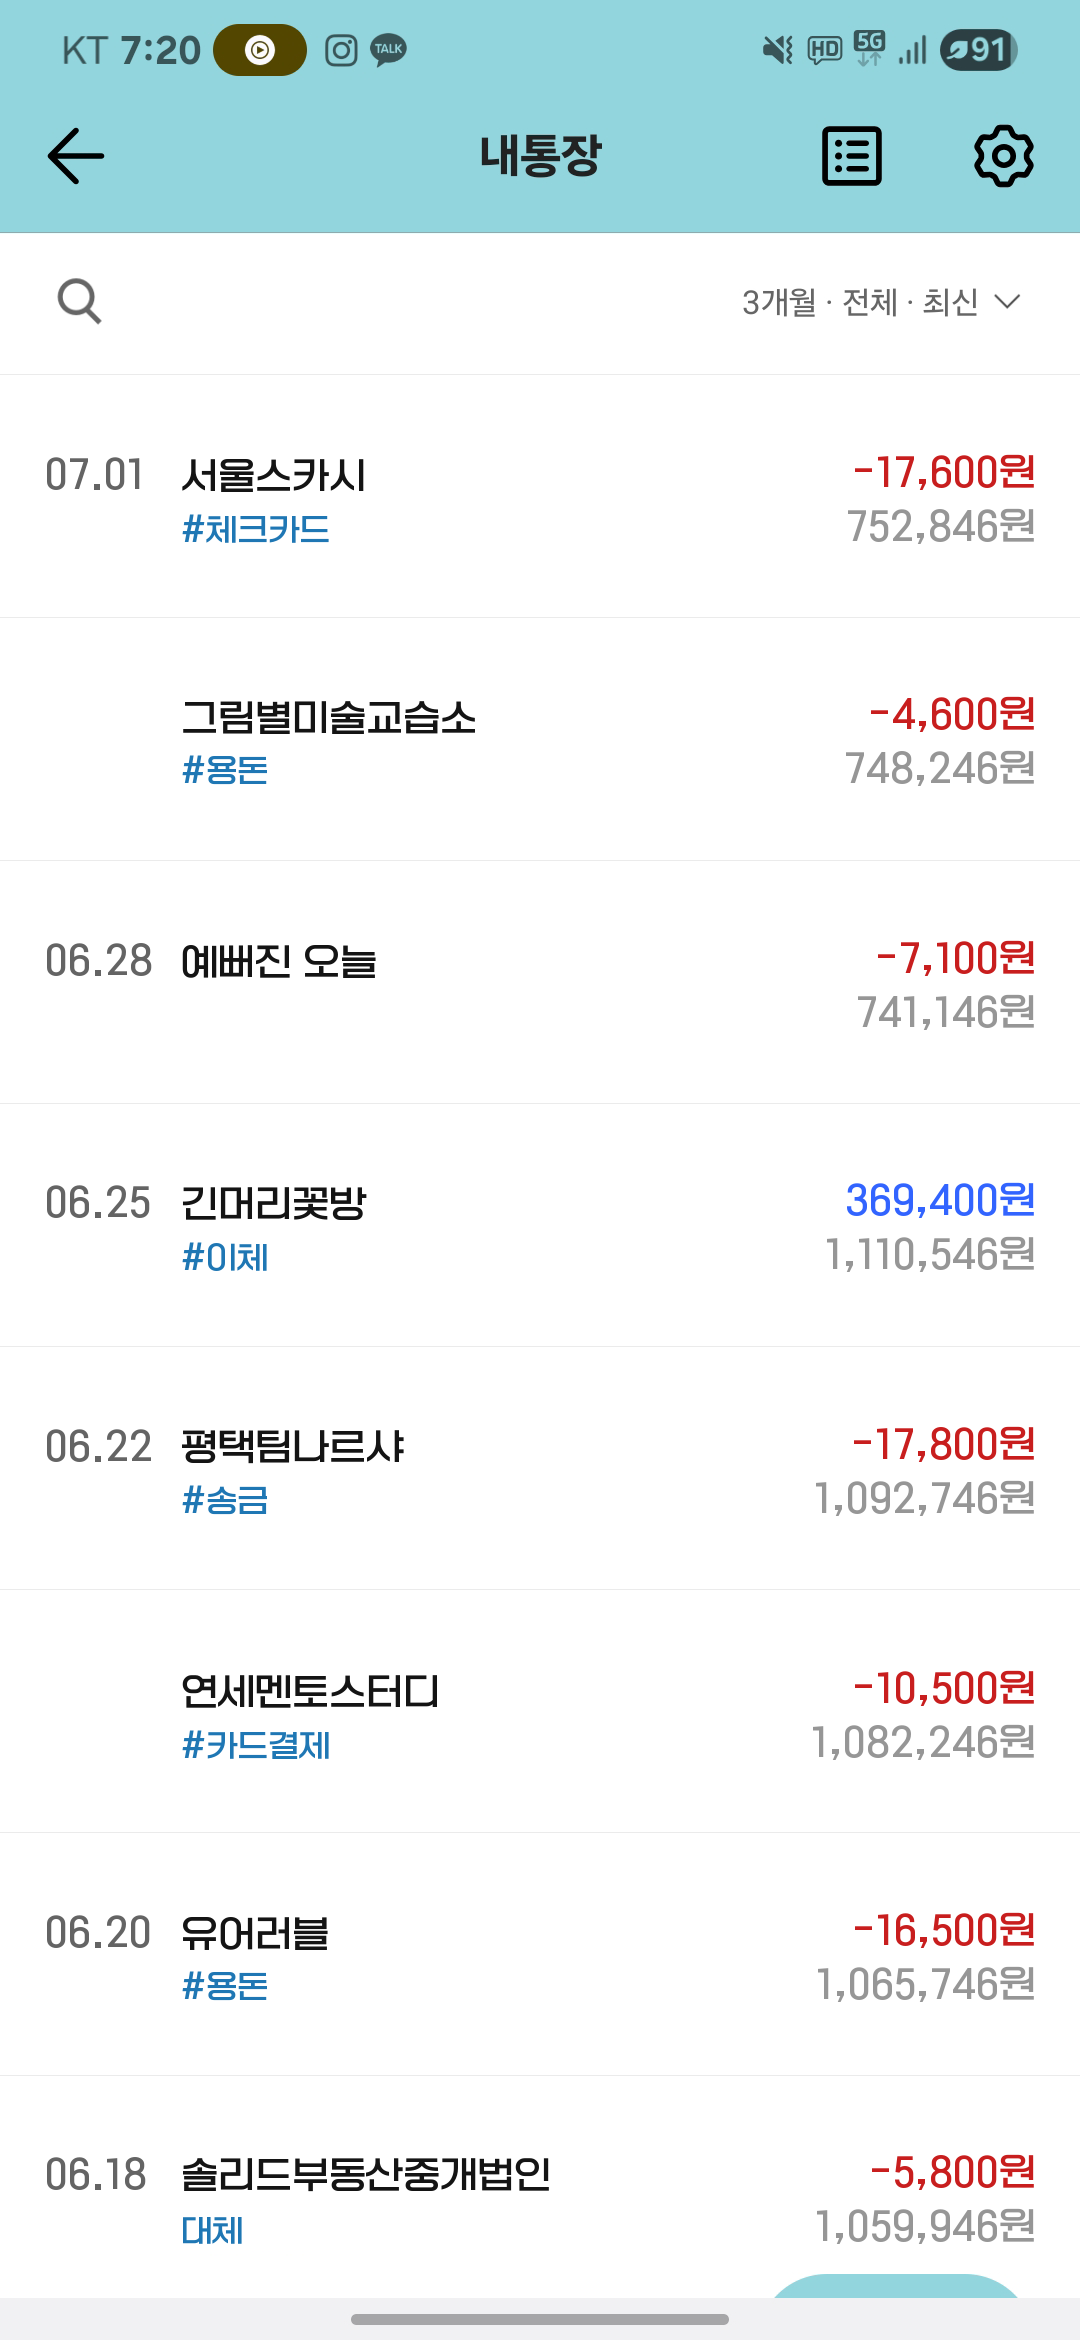 KT 7:20 TALK HD 5G 91
내통장
3개월 · 전체 · 최신
07.01 서울스카시 -17,600원
#체크카드 752,846원
그림별미술교습소 -4,600원
#용돈 748,246원
06.28 예뻐진 오늘 -7,100원
741,146원
06.25 긴머리꽃방 369,400원
#이체 1,110,546원
06.22 평택팀나르샤 -17,800원
#송금 1,092,746원
연세멘토스터디 -10,500원
#카드결제 1,082,246원
06.20 유어러블 -16,500원
#용돈 1,065,746원
06.18 솔리드부동산중개법인 -5,800원
대체 1,059,946원